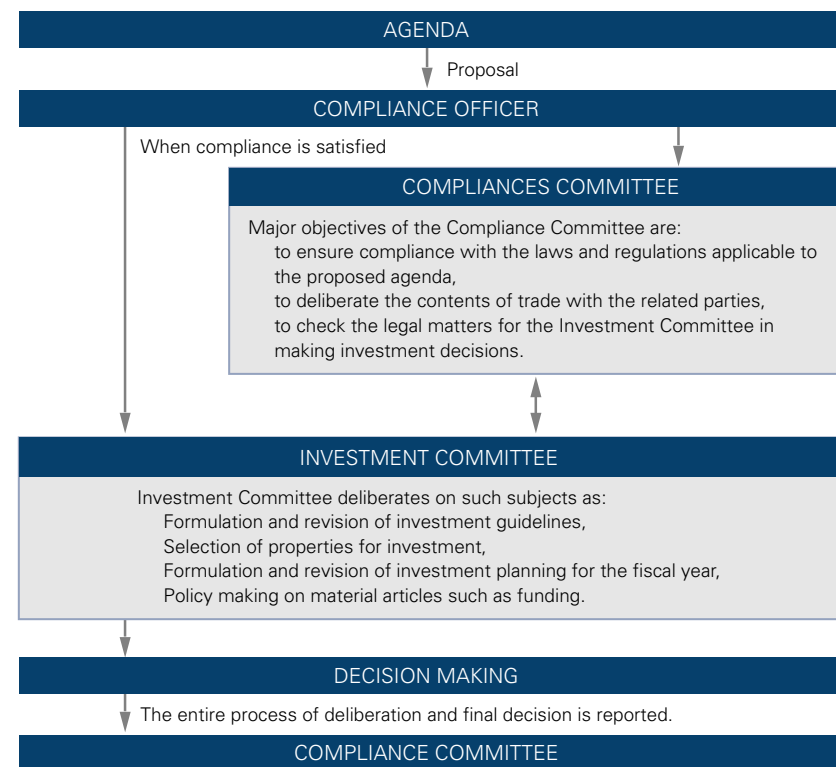 AGENDA
Proposal
COMPLIANCE OFFICER
When compliance is satisfied
COMPLIANCES COMMITTEE
Major objectives of the Compliance Committee are:
to ensure compliance with the laws and regulations applicable to
the proposed agenda,
to deliberate the contents of trade with the related parties,
to check the legal matters for the Investment Committee in
making investment decisions.
INVESTMENT COMMITTEE
Investment Committee deliberates on such subjects as:
Formulation and revision of investment guidelines,
Selection of properties for investment,
Formulation and revision of investment planning for the fiscal year,
Policy making on material articles such as funding.
DECISION MAKING
The entire process of deliberation and final decision is reported.
COMPLIANCE COMMITTEE